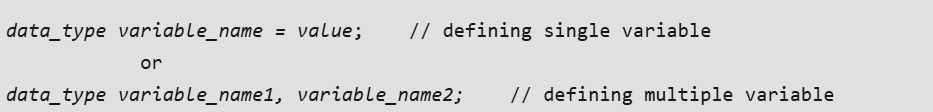 data_type variable_name = value;    // defining single variable
or
data_type variable_name1, variable_name2;    // defining multiple variable